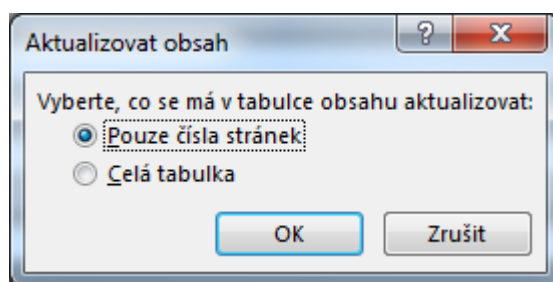 Aktualizovat obsah
?
Vyberte, co se má v tabulce obsahu aktualizovat:
Pouze čísla stránek
Celá tabulka
OK Zrušit